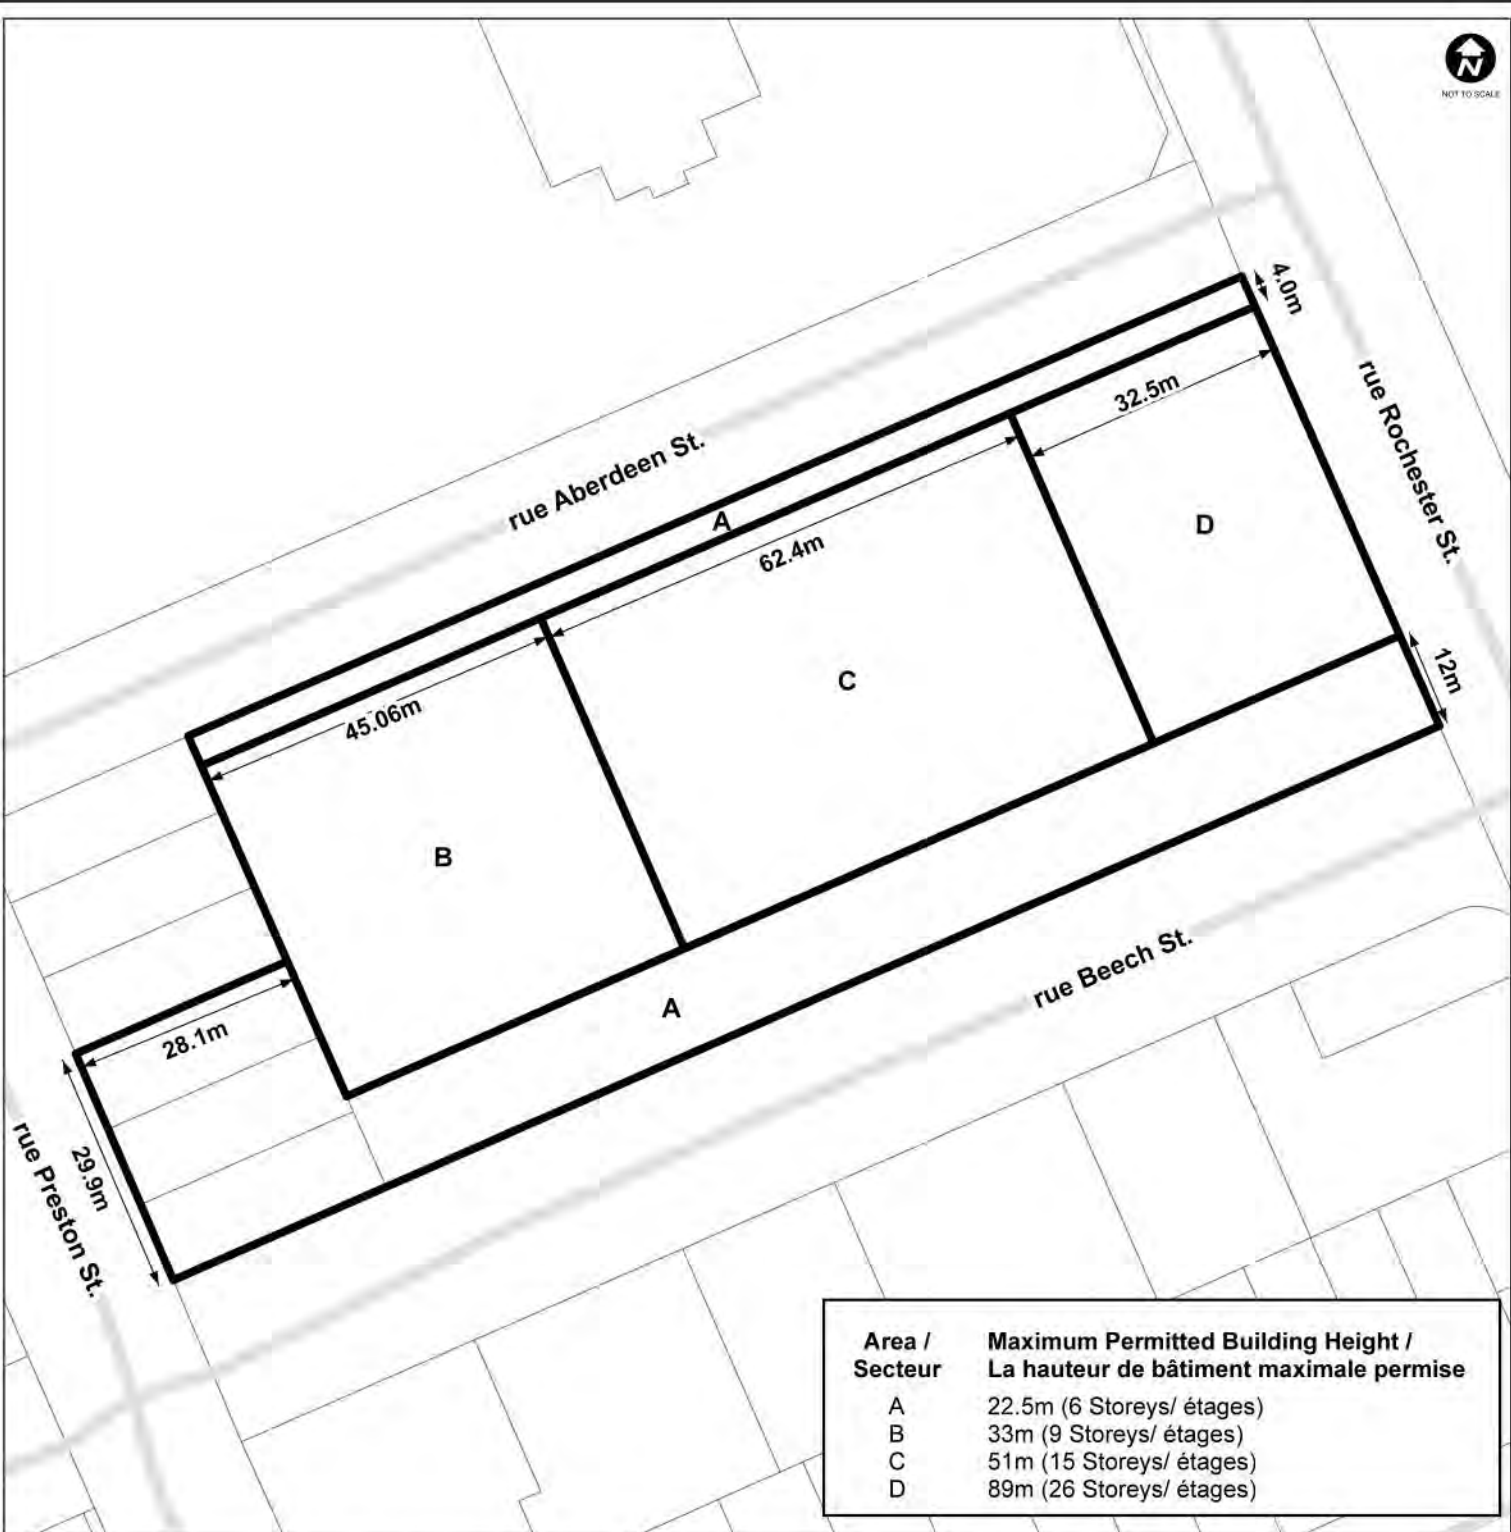 N
NOT TO SCALE
4.0m
32.5m
rue Rochester St.
rue Aberdeen St.
A
62.4m
D
45.06m
C
12m
B
rue Beech St.
A
28.1m
29.9m
rue Preston St.
Area / Maximum Permitted Building Height /
Secteur La hauteur de bâtiment maximale permise
A 22.5m (6 Storeys/ étages)
B 33m (9 Storeys/ étages)
C 51m (15 Storeys/ étages)
D 89m (26 Storeys/ étages)